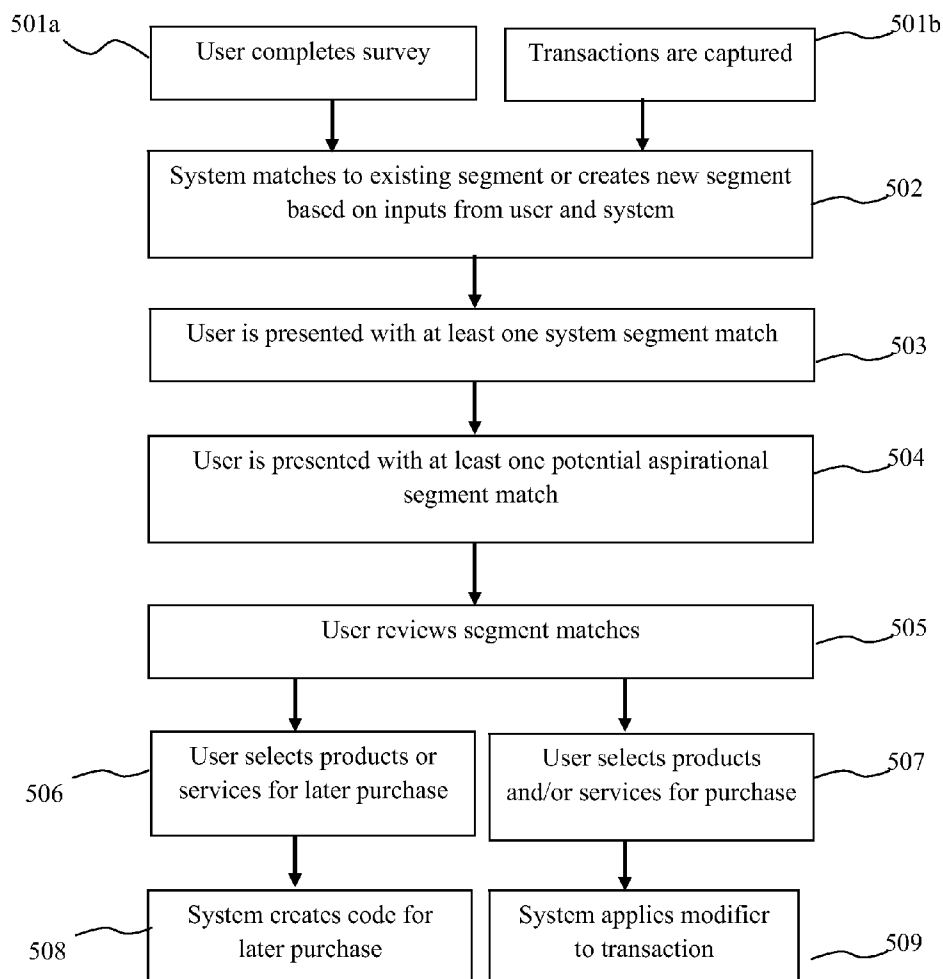 501a
501b
User completes survey
Transactions are captured
System matches to existing segment or creates new segment
based on inputs from user and system
502
User is presented with at least one system segment match
503
User is presented with at least one potential aspirational
segment match
504
User reviews segment matches
505
User selects products or
services for later purchase
506
User selects products
and/or services for purchase
507
System creates code for
later purchase
508
System applies modifier
to transaction
509